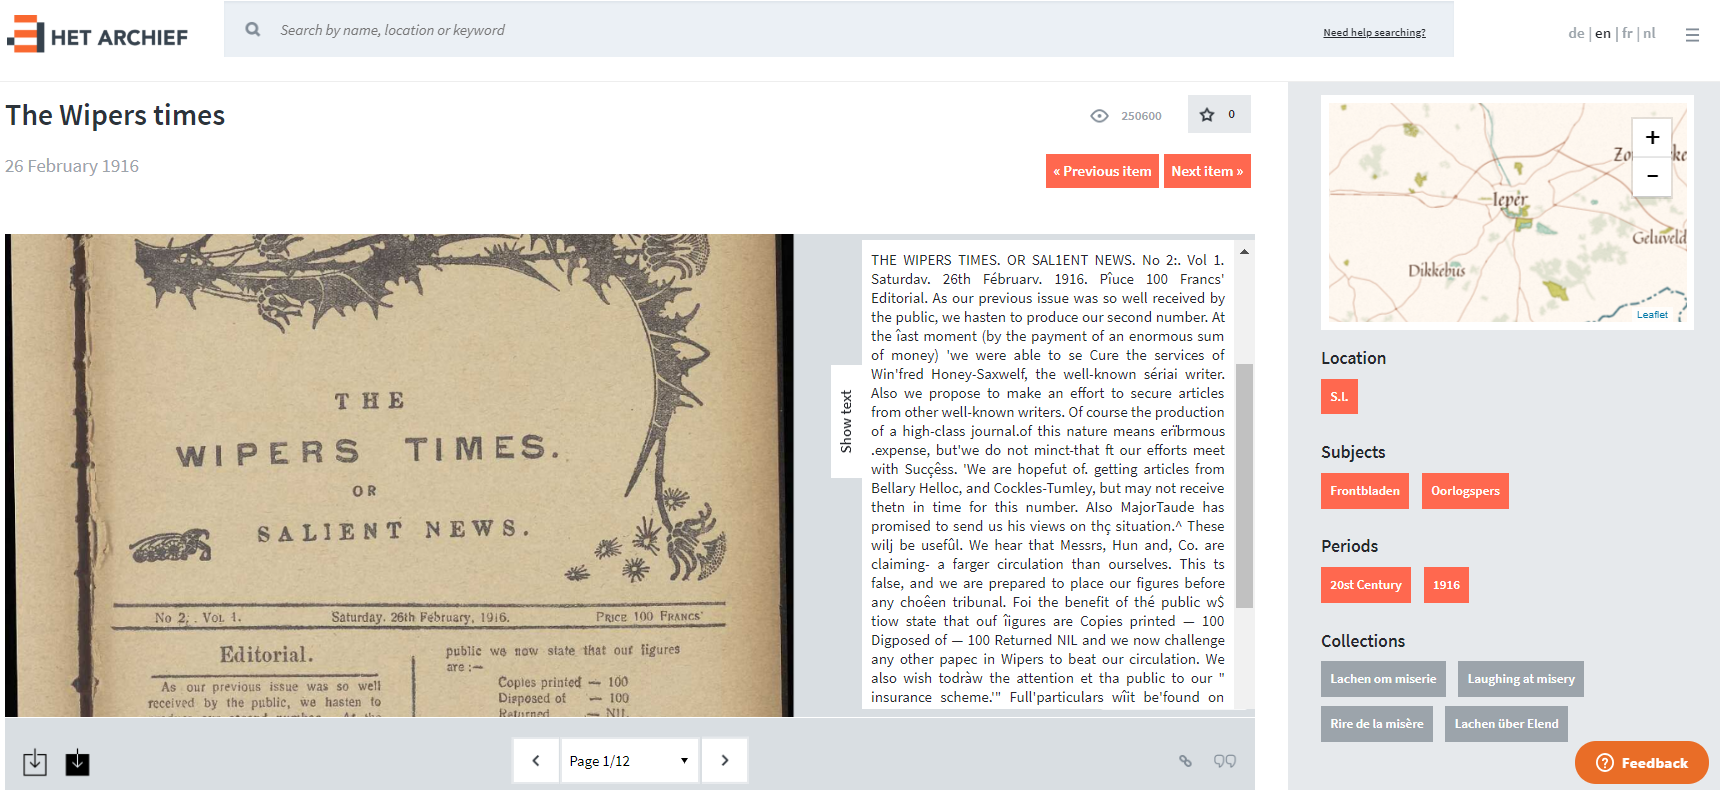 HET ARCHIEF
Search by name, location or keyword
Need help searching?
de | en | fr | nl
The Wipers times
250600
0
26 February 1916
« Previous item
Next item »
THE
WIPERS TIMES.
OR
SALIENT NEWS.
No 2. . Vol 1.
Saturday. 26th February, 1916.
PRICE 100 FRANCS'
Editorial.
As our previous issue was so well
received by the public, we hasten to
public we now state that our figures
are :—
Copies printed — 100
Disposed of — 100
Returned — NIL
Show text
THE WIPERS TIMES. OR SAL1ENT NEWS. No 2:. Vol 1.
Saturdav. 26th Fébruarv. 1916. Pîuce 100 Francs'
Editorial. As our previous issue was so well received by
the public, we hasten to produce our second number. At
the îast moment (by the payment of an enormous sum
of money) 'we were able to se Cure the services of
Win'fred Honey-Saxwelf, the well-known sériai writer.
Also we propose to make an effort to secure articles
from other well-known writers. Of course the production
of a high-class journal.of this nature means erïbrmous
.expense, but'we do not minct-that ft our efforts meet
with Succ̀êss. 'We are hopefut of. getting articles from
Bellary Helloc, and Cockles-Tumley, but may not receive
thetn in time for this number. AIso MajorTaude has
promised to send us his views on thç situation.^ These
wilj be usefûl. We hear that Messrs, Hun and, Co. are
claiming- a farger circulation than ourselves. This ts
false, and we are prepared to place our figures before
any choêen tribunal. Foi the benefit of thé public w$
tiow state that ouf îigures are Copies printed — 100
Digposed of — 100 Returned NIL and we now challenge
any other papec in Wipers to beat our circulation. We
also wish todràw the attention et tha public to our "
insurance scheme.'" Full'particulars wîit be'found on
Page 1/12
Ieper
Geluveld
Dikkebus
+
−
Leaflet
Location
S.l.
Subjects
Frontbladen
Oorlogspers
Periods
20st Century
1916
Collections
Lachen om miserie
Laughing at misery
Rire de la misère
Lachen über Elend
Feedback